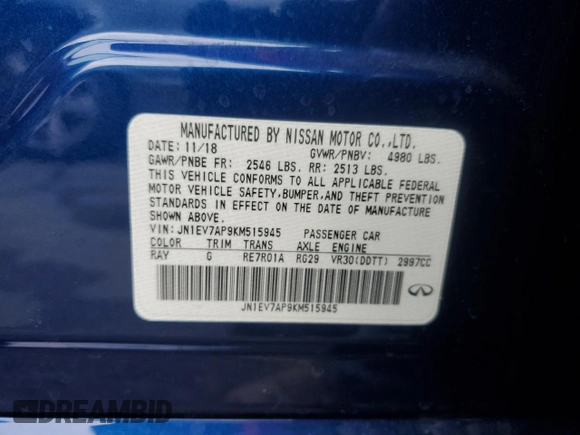 MANUFACTURED BY NISSAN MOTOR CO.,LTD.
DATE: 11/18 GVWR/PNBV: 4980 LBS.
GAWR/PNBE FR: 2546 LBS. RR: 2513 LBS.
THIS VEHICLE CONFORMS TO ALL APPLICABLE FEDERAL
MOTOR VEHICLE SAFETY,BUMPER,AND THEFT PREVENTION
STANDARDS IN EFFECT ON THE DATE OF MANUFACTURE
SHOWN ABOVE.
VIN: JN1EV7AP9KM515945 PASSENGER CAR
COLOR TRIM TRANS AXLE ENGINE
RAY G RE7R01A RG29 VR30(DDTT) 2997CC
JN1EV7AP9KM515945
DREAMBID